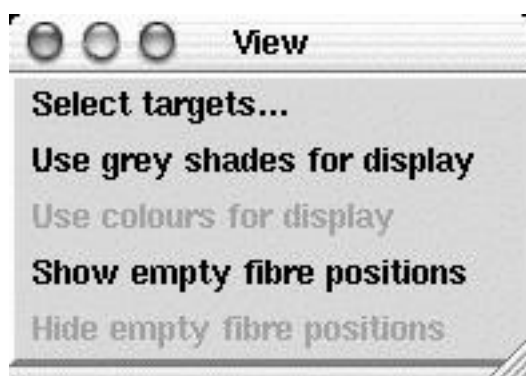 View
Select targets...
Use grey shades for display
Use colours for display
Show empty fibre positions
Hide empty fibre positions